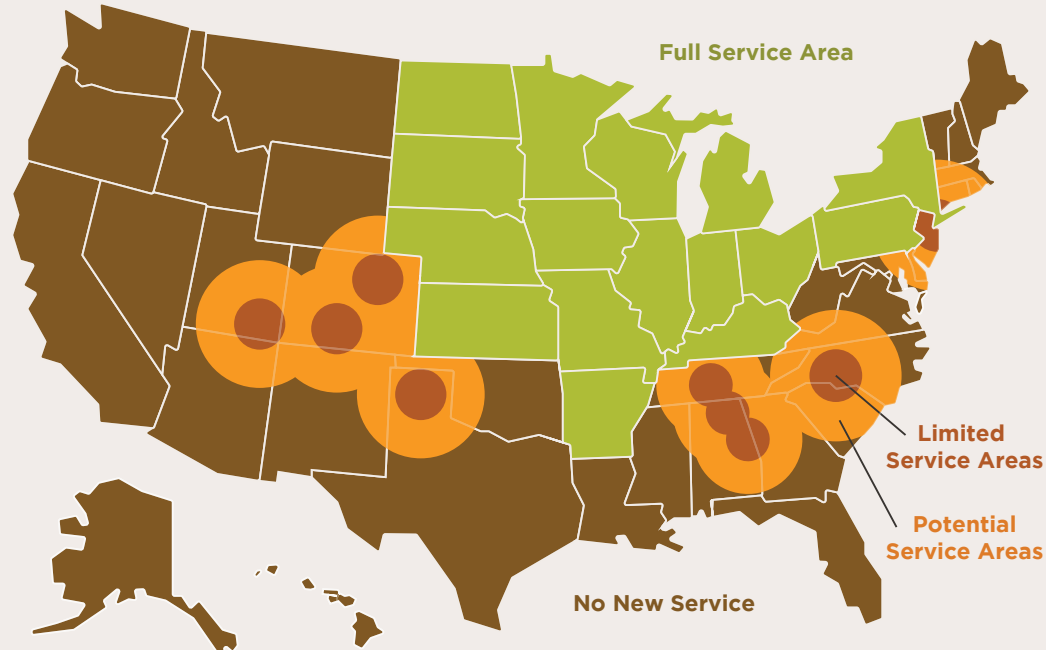 Full Service Area
Limited
Service Areas
Potential
Service Areas
No New Service